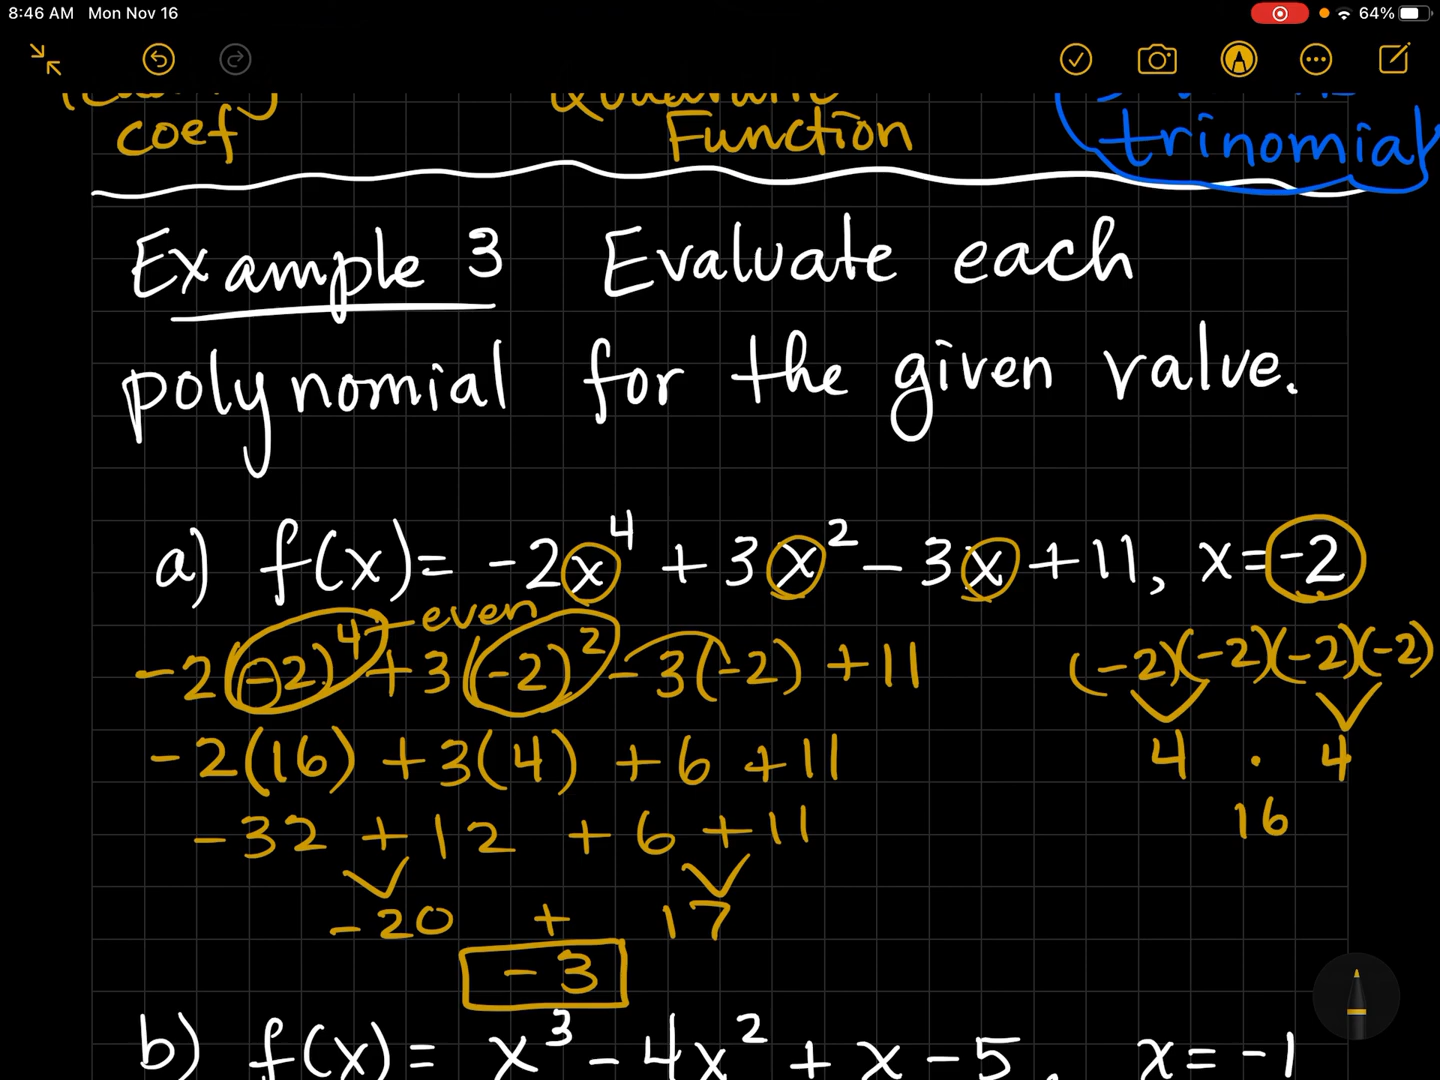 8:46 AM Mon Nov 16 64%
coef Function trinomial
Example 3 Evaluate each
polynomial for the given value.
a) f(x) = -2x⁴ + 3x² - 3x + 11, x = -2
even
-2(-2)⁴ + 3(-2)² - 3(-2) + 11 (-2)(-2)(-2)(-2)
-2(16) + 3(4) + 6 + 11 4 · 4
-32 + 12 + 6 + 11 16
-20 + 17
-3
b) f(x) = x³ - 4x² + x - 5, x = -1